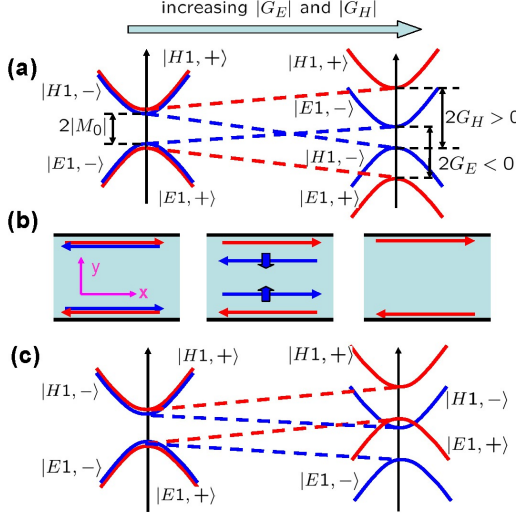 increasing |G_E| and |G_H|
(a)
|H1,+⟩
|H1,+⟩
|H1,−⟩
|E1,−⟩
2|M₀|
2G_H>0
|E1,−⟩
|H1,−⟩
2G_E<0
|E1,+⟩
|E1,+⟩
(b)
y
x
(c)
|H1,+⟩
|H1,+⟩
|H1,−⟩
|H1,−⟩
|E1,+⟩
|E1,−⟩
|E1,−⟩
|E1,+⟩